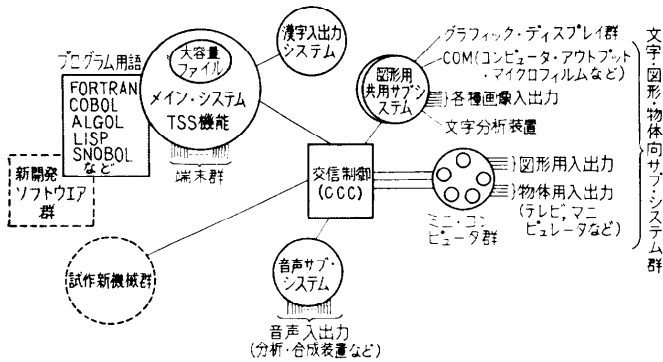 プログラム用語
FORTRAN
COBOL
ALGOL
LISP
SNOBOL
など
新開発
ソフトウエア
群
大容量
ファイル
メイン・システム
TSS機能
端末群
漢字入出力
システム
図形用
共用サブシ
ステム
グラフィック・ディスプレイ群
COM(コンピュータ・アウトプット
・マイクロフィルムなど)
各種画像入出力
文字分析装置
交信制御
(CCC)
図形用入出力
物体用入出力
(テレビ,マニ
ピュレータなど)
ミニ・コン
ピュータ群
文字・図形・物体向サブ・システム群
試作新機械群
音声サブ・
システム
音声入出力
(分析・合成装置など)